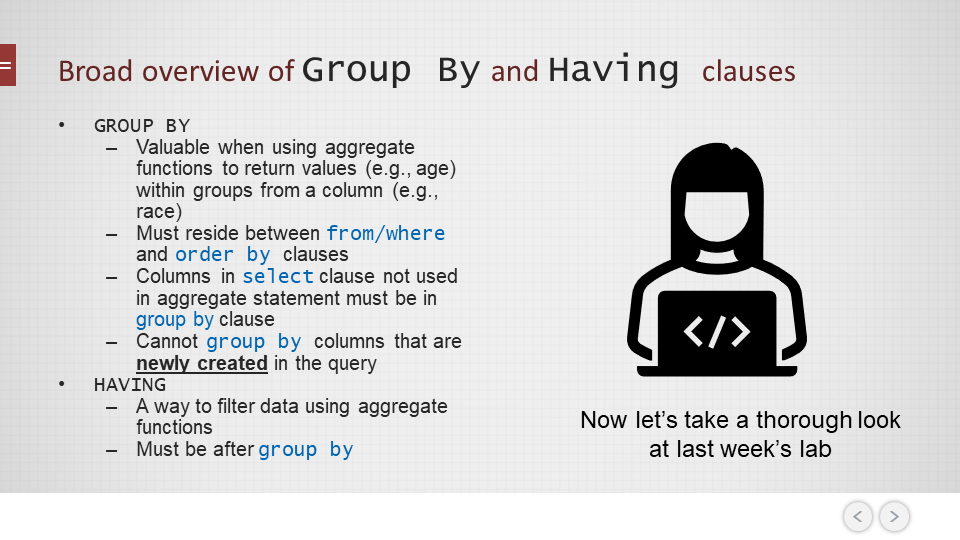 Broad overview of Group By and Having clauses
• GROUP BY
– Valuable when using aggregate
functions to return values (e.g., age)
within groups from a column (e.g.,
race)
– Must reside between from/where
and order by clauses
– Columns in select clause not used
in aggregate statement must be in
group by clause
– Cannot group by columns that are
newly created in the query
• HAVING
– A way to filter data using aggregate
functions
– Must be after group by
</>
Now let's take a thorough look
at last week's lab